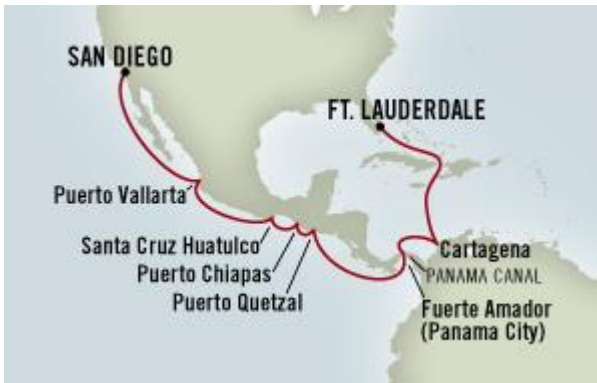 SAN DIEGO
FT. LAUDERDALE
Puerto Vallarta
Santa Cruz Huatulco
Puerto Chiapas
Puerto Quetzal
Cartagena
PANAMA CANAL
Fuerte Amador
(Panama City)